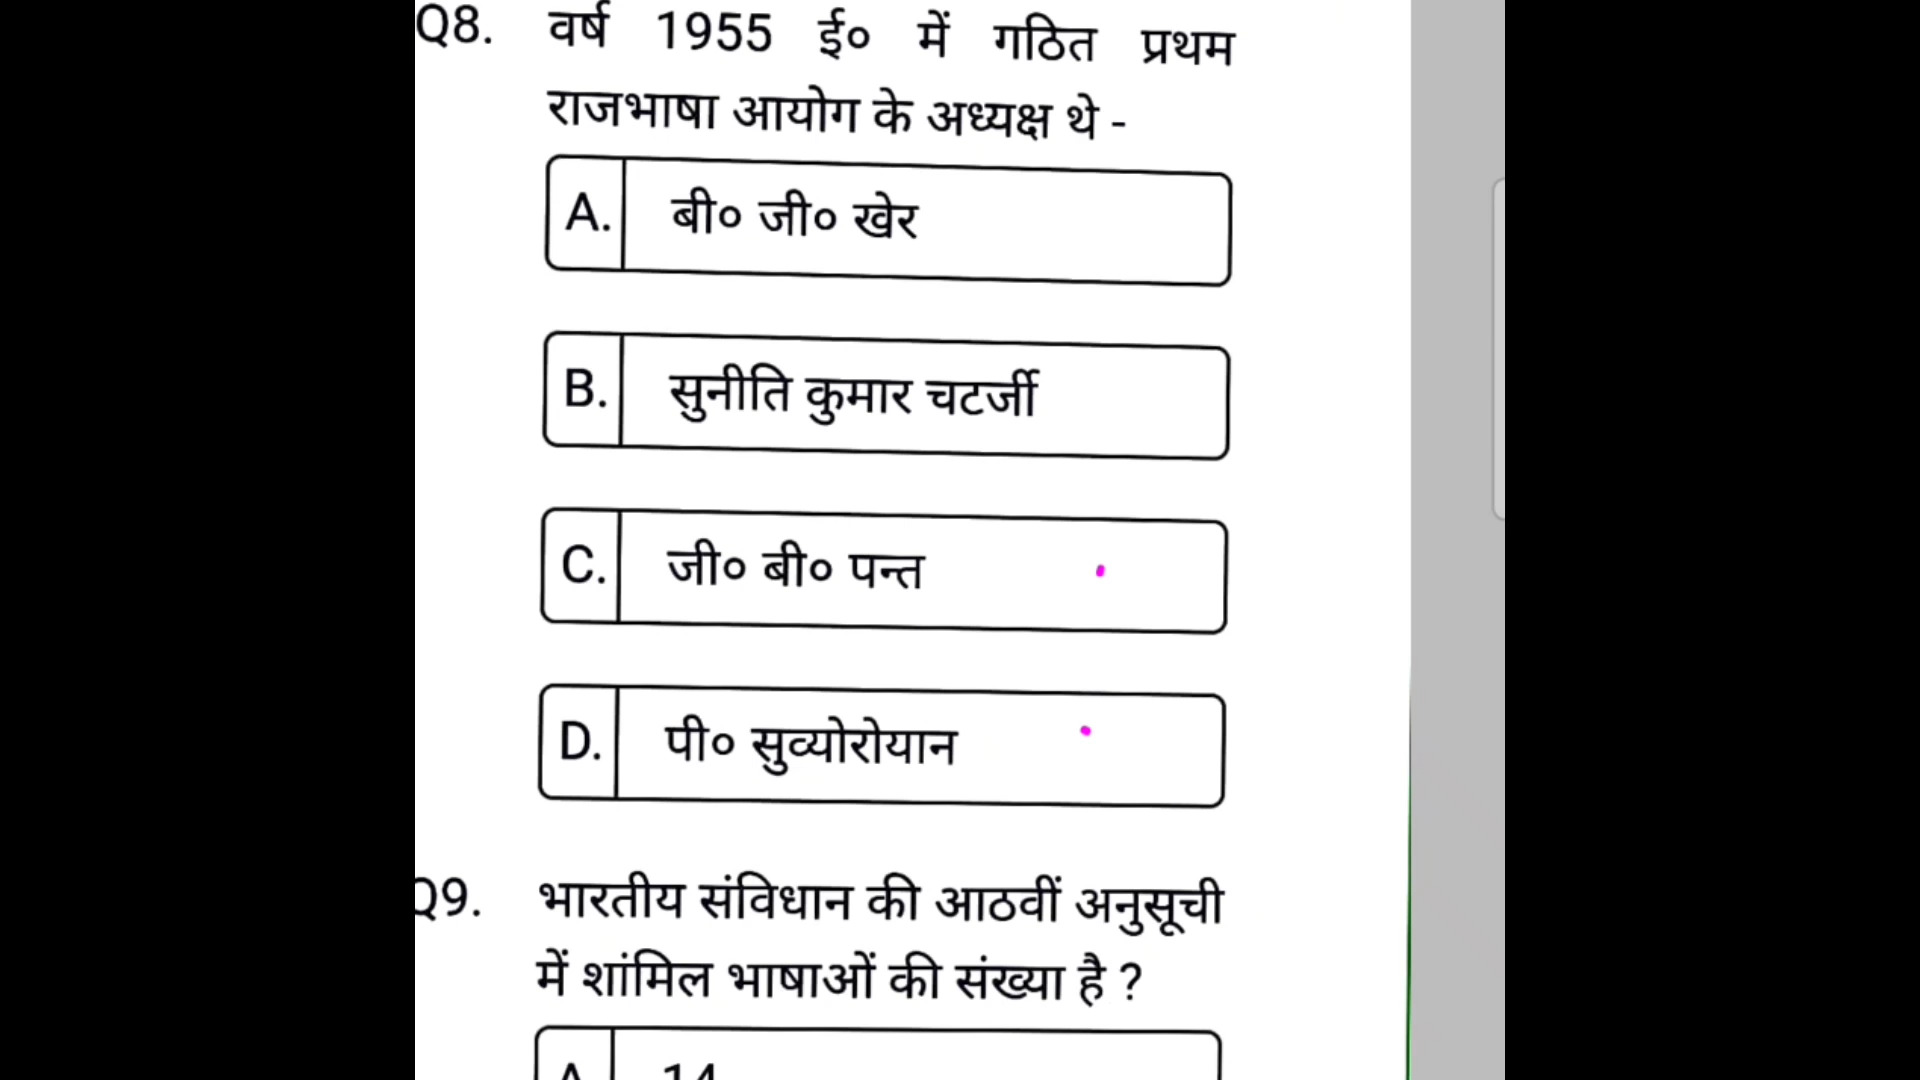 Q8. वर्ष 1955 ई० में गठित प्रथम
राजभाषा आयोग के अध्यक्ष थे -
A. बी० जी० खेर
B. सुनीति कुमार चटर्जी
C. जी० बी० पन्त
D. पी० सुव्योरोयान
Q9. भारतीय संविधान की आठवीं अनुसूची
में शांमिल भाषाओं की संख्या है ?
A 14